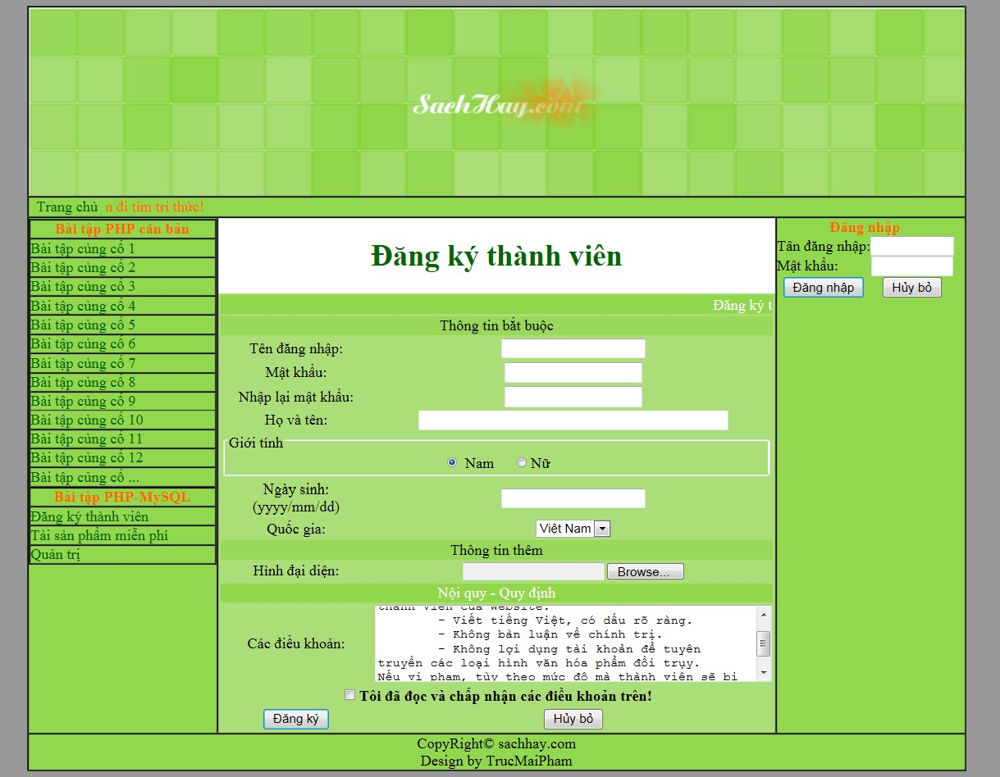 SachHay.com
Trang chủ n đi tìm tri thức!
Bài tập PHP căn bản
Bài tập củng cố 1
Bài tập củng cố 2
Bài tập củng cố 3
Bài tập củng cố 4
Bài tập củng cố 5
Bài tập củng cố 6
Bài tập củng cố 7
Bài tập củng cố 8
Bài tập củng cố 9
Bài tập củng cố 10
Bài tập củng cố 11
Bài tập củng cố 12
Bài tập củng cố ...
Bài tập PHP-MySQL
Đăng ký thành viên
Tải sản phẩm miễn phí
Quản trị
Đăng ký thành viên
Đăng ký t
Thông tin bắt buộc
Tên đăng nhập:
Mật khẩu:
Nhập lại mật khẩu:
Họ và tên:
Giới tính
Nam Nữ
Ngày sinh:
(yyyy/mm/dd)
Quốc gia: Việt Nam
Thông tin thêm
Hình đại diện: Browse...
Nội quy - Quy định
Các điều khoản:
thành viên của website.
- Viết tiếng Việt, có dấu rõ ràng.
- Không bàn luận về chính trị.
- Không lợi dụng tài khoản để tuyên
truyền các loại hình văn hóa phẩm đồi trụy.
Nếu vi phạm, tùy theo mức độ mà thành viên sẽ bị
Tôi đã đọc và chấp nhận các điều khoản trên!
Đăng ký Hủy bỏ
Đăng nhập
Tân đăng nhập:
Mật khẩu:
Đăng nhập Hủy bỏ
CopyRight© sachhay.com
Design by TrucMaiPham